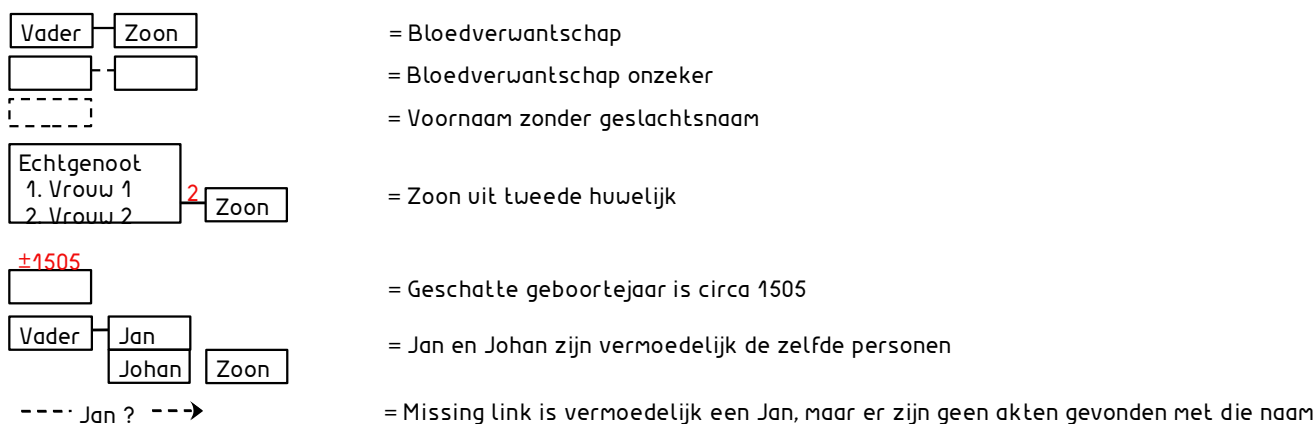 Vader Zoon = Bloedverwantschap
= Bloedverwantschap onzeker
= Voornaam zonder geslachtsnaam
Echtgenoot
1. Vrouw 1
2. Vrouw 2
2 Zoon = Zoon uit tweede huwelijk
±1505
= Geschatte geboortejaar is circa 1505
Vader Jan
Johan Zoon
= Jan en Johan zijn vermoedelijk de zelfde personen
Jan ? = Missing link is vermoedelijk een Jan, maar er zijn geen akten gevonden met die naam